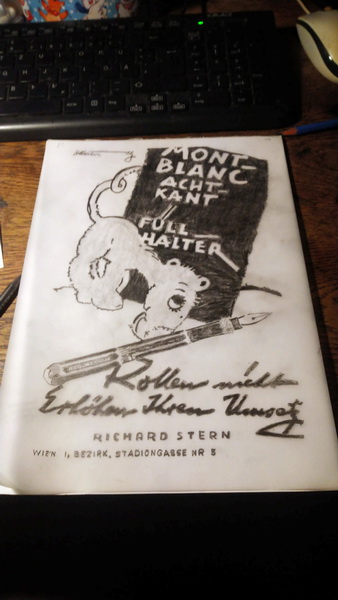 MONT-
BLANC
ACHT-
KANT
FÜLL
HALTER
Rollen nicht
Erhöhen Ihren Umsatz
RICHARD STERN
WIEN I, BEZIRK, STADIONGASSE NR 5